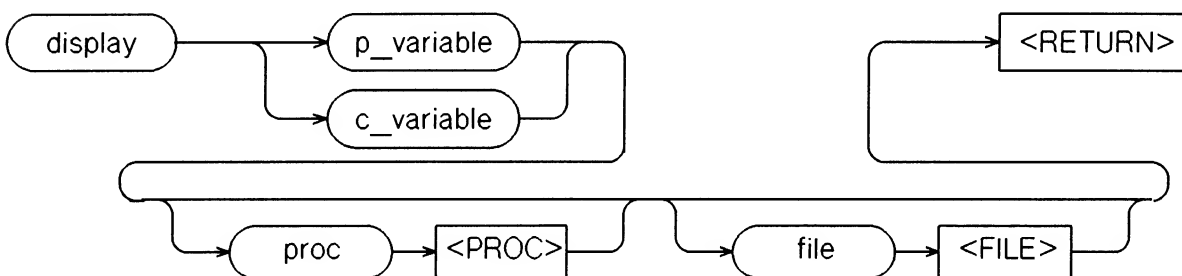 display
p_variable
<RETURN>
c_variable
proc
<PROC>
file
<FILE>